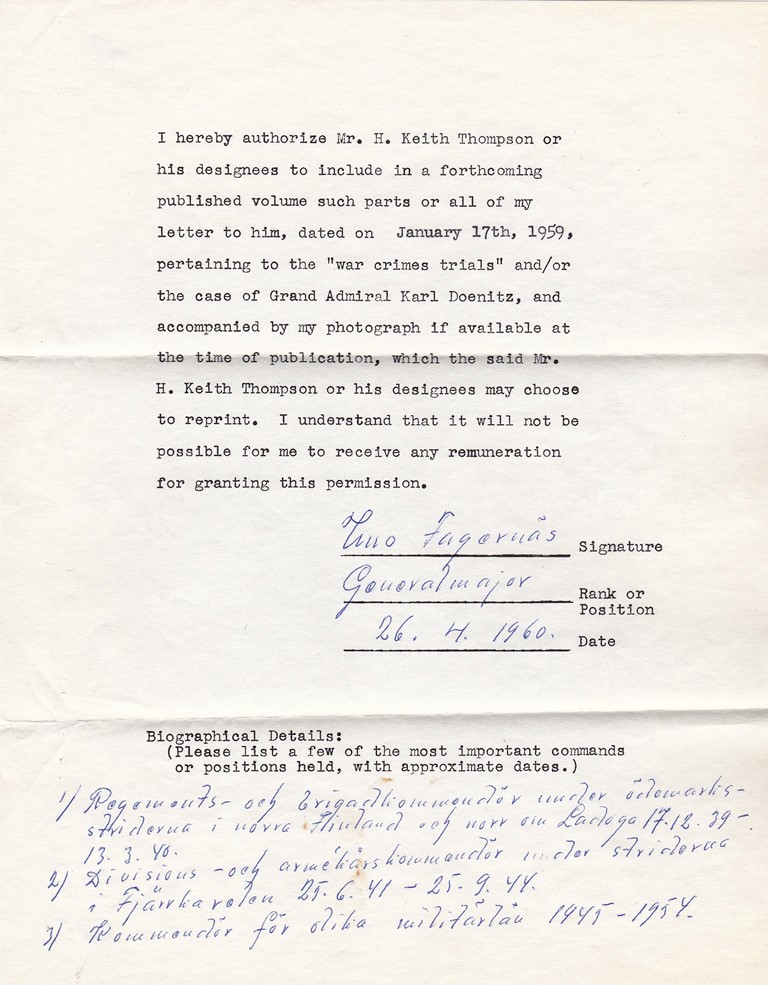 I hereby authorize Mr. H. Keith Thompson or
his designees to include in a forthcoming
published volume such parts or all of my
letter to him, dated on January 17th, 1959,
pertaining to the "war crimes trials" and/or
the case of Grand Admiral Karl Doenitz, and
accompanied by my photograph if available at
the time of publication, which the said Mr.
H. Keith Thompson or his designees may choose
to reprint. I understand that it will not be
possible for me to receive any remuneration
for granting this permission.
Uno Fagernäs Signature
Generalmajor Rank or
Position
26. 4. 1960. Date
Biographical Details:
(Please list a few of the most important commands
or positions held, with approximate dates.)
1) Regements- och brigadkommendör under ödemarks-
striderna i norra Finland och norr om Ladoga 17.12.39-
13.3.40.
2) Divisions- och armékårskommendör under striderna
i Fjärrkarelen 25.6.41 - 25.9.44.
3) Kommendör för olika militärlän 1945-1954.